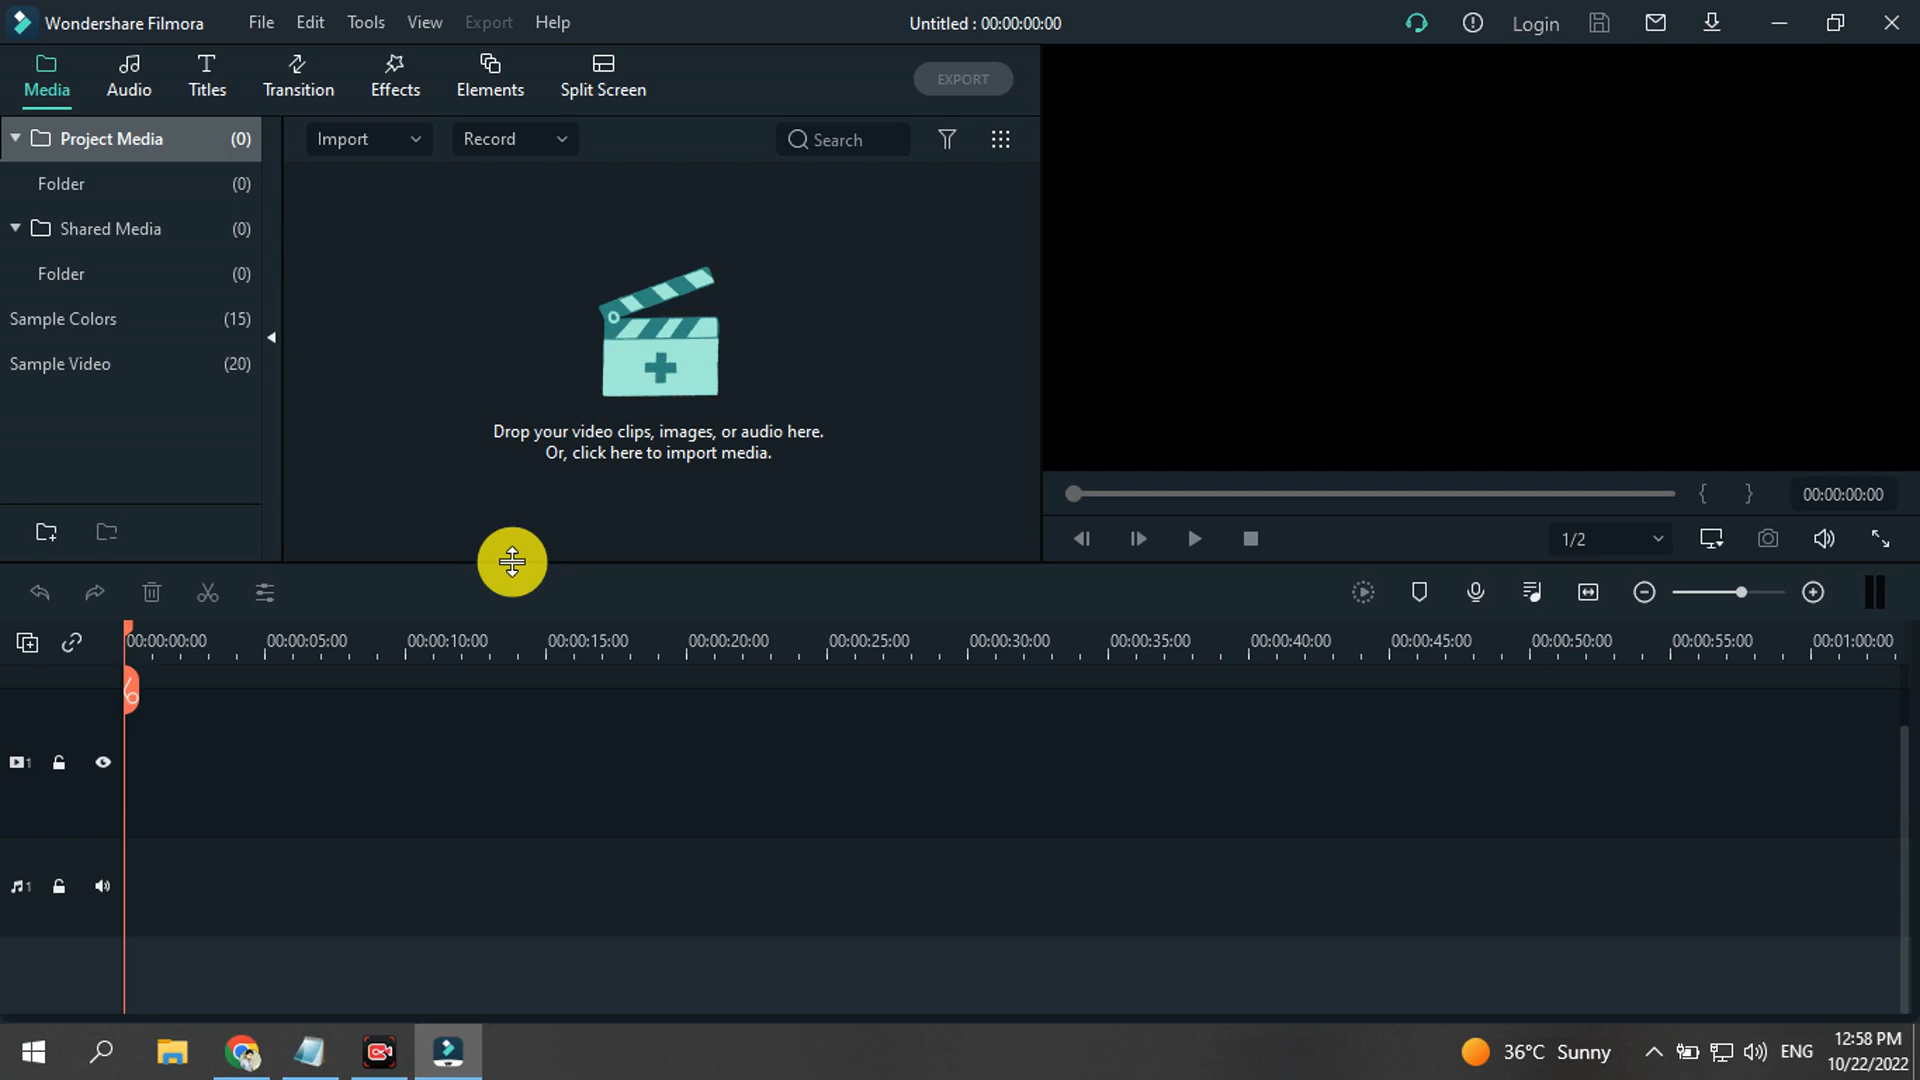 Wondershare Filmora
File Edit Tools View Export Help
Untitled : 00:00:00:00
Login
Media Audio Titles Transition Effects Elements Split Screen
EXPORT
Project Media (0)
Import
Record
Search
Folder (0)
Shared Media (0)
Folder (0)
Sample Colors (15)
Sample Video (20)
Drop your video clips, images, or audio here.
Or, click here to import media.
{ } 00:00:00:00
1/2
00:00:00:00 00:00:05:00 00:00:10:00 00:00:15:00 00:00:20:00 00:00:25:00 00:00:30:00 00:00:35:00 00:00:40:00 00:00:45:00 00:00:50:00 00:00:55:00 00:01:00:00
1
1
36°C Sunny
ENG
12:58 PM
10/22/2022